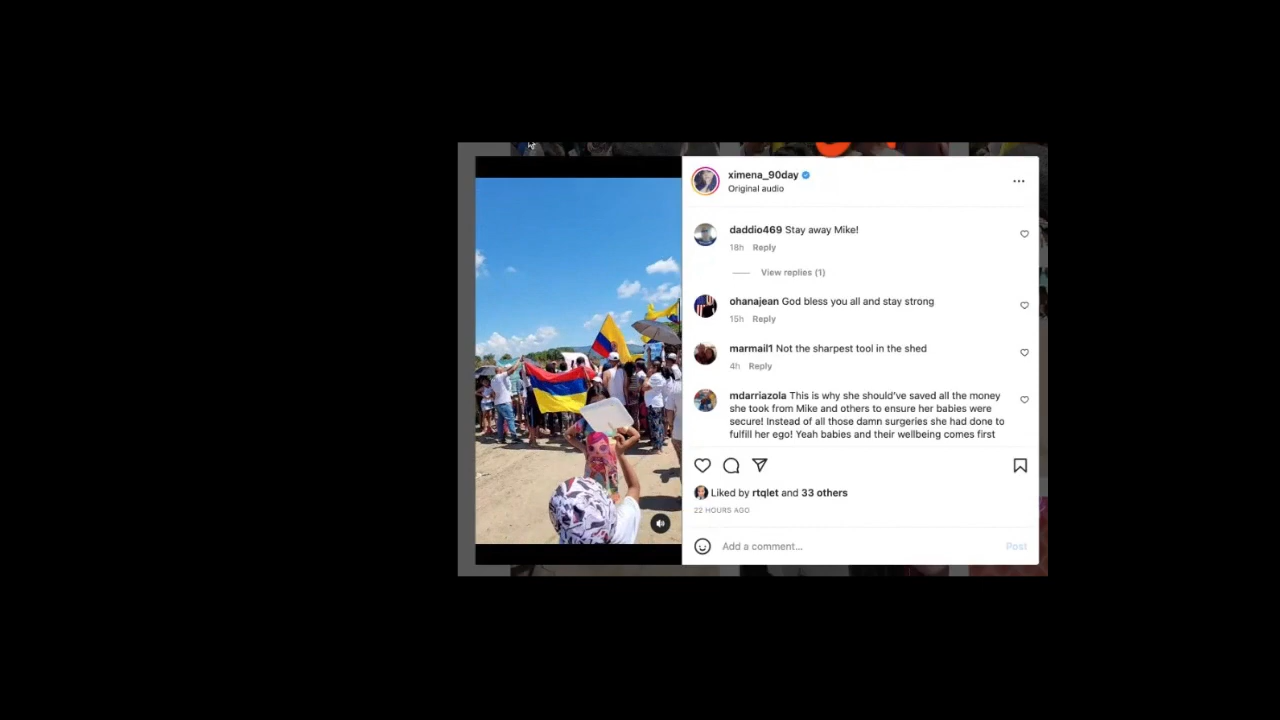 ximena_90day
Original audio
daddio469 Stay away Mike!
18h Reply
View replies (1)
ohanajean God bless you all and stay strong
15h Reply
marmail1 Not the sharpest tool in the shed
4h Reply
mdarriazola This is why she should've saved all the money
she took from Mike and others to ensure her babies were
secure! Instead of all those damn surgeries she had done to
fulfill her ego! Yeah babies and their wellbeing comes first
Liked by rtqlet and 33 others
22 HOURS AGO
Add a comment...
Post